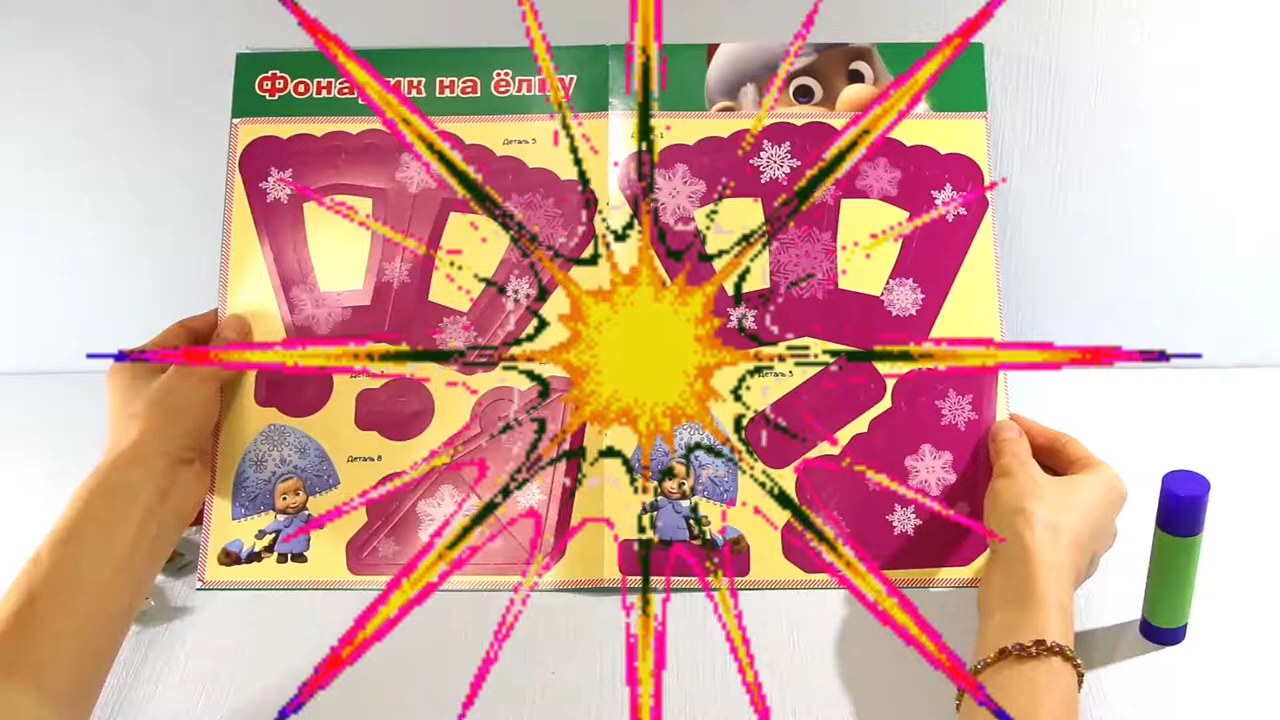 Фонарик на ёлку
Деталь 5
Деталь 3
Деталь 8